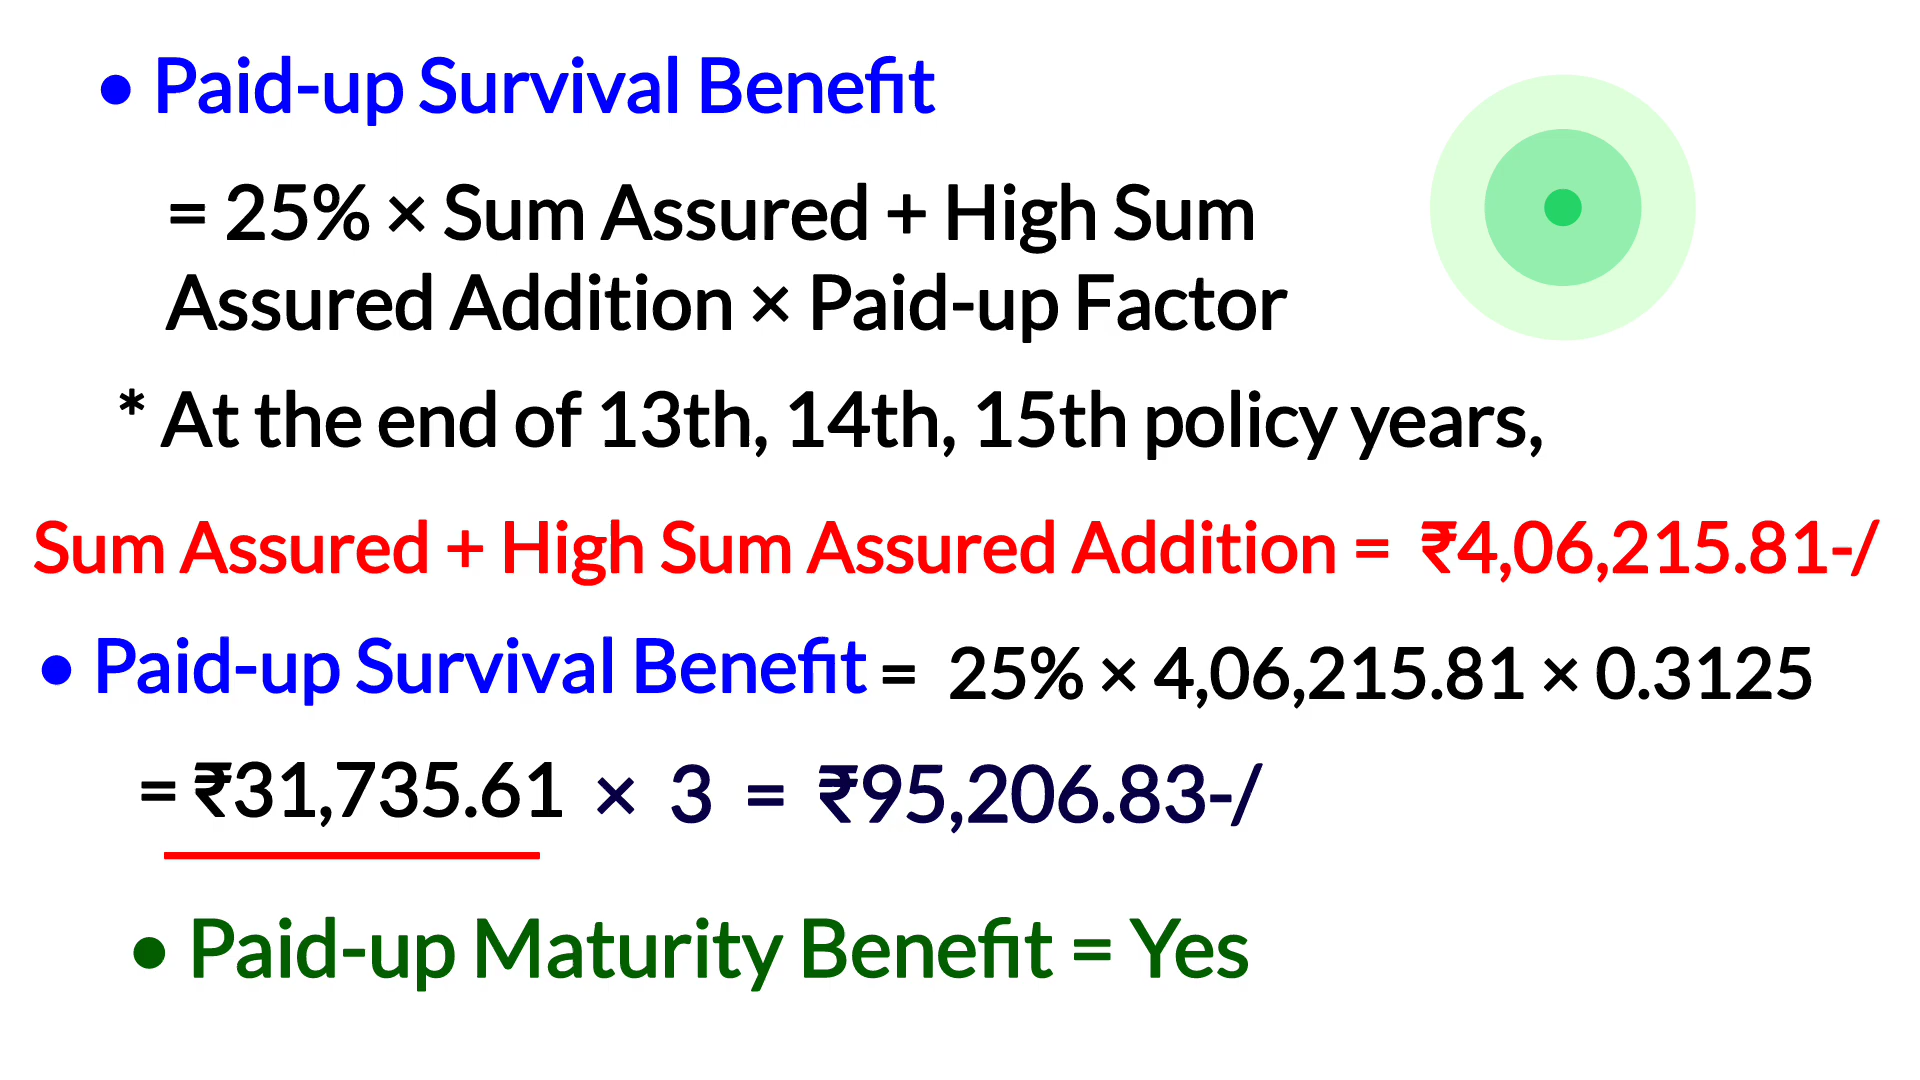 • Paid-up Survival Benefit
= 25% × Sum Assured + High Sum
Assured Addition × Paid-up Factor
* At the end of 13th, 14th, 15th policy years,
Sum Assured + High Sum Assured Addition = ₹4,06,215.81-/
• Paid-up Survival Benefit = 25% × 4,06,215.81 × 0.3125
= ₹31,735.61 × 3 = ₹95,206.83-/
• Paid-up Maturity Benefit = Yes